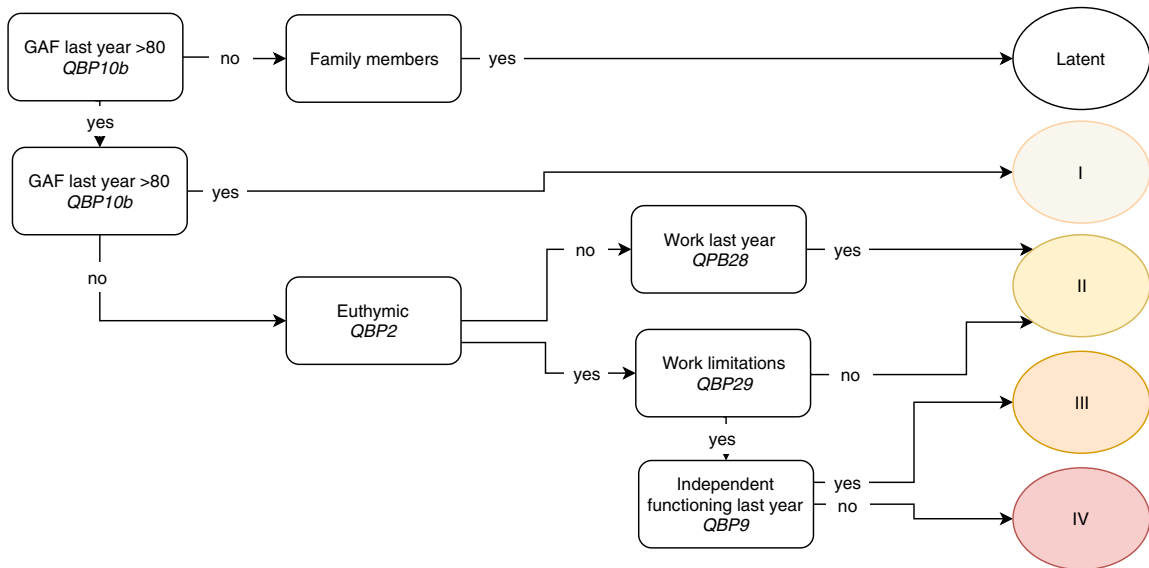 GAF last year >80
QBP10b
no
Family members
yes
Latent
yes
GAF last year >80
QBP10b
yes
I
no
Euthymic
QBP2
no
Work last year
QPB28
yes
II
yes
Work limitations
QBP29
no
III
yes
Independent
functioning last year
QBP9
yes
no
IV